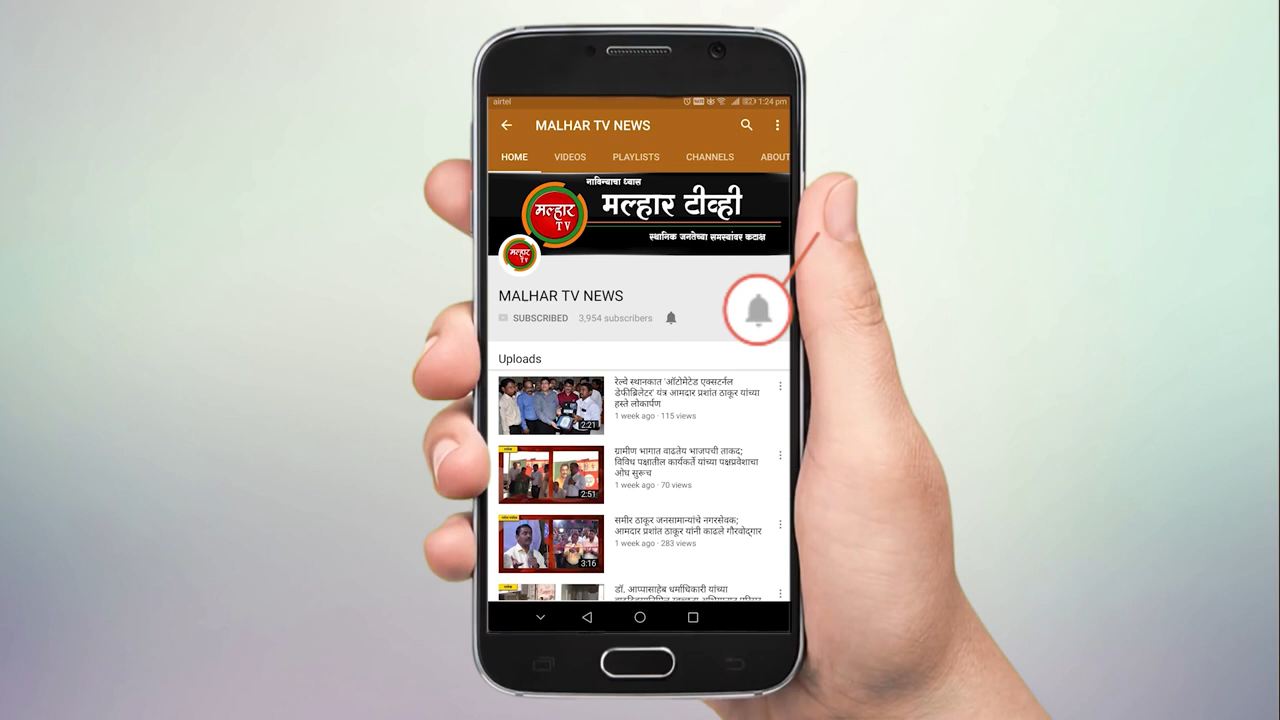 airtel 1:24 pm
MALHAR TV NEWS
HOME VIDEOS PLAYLISTS CHANNELS ABOUT
नाविन्याचा ध्यास
मल्हार टीव्ही
स्थानिक जनतेच्या समस्यांवर कटाक्ष
मल्हार
TV
मल्हार
TV
MALHAR TV NEWS
SUBSCRIBED 3,954 subscribers
Uploads
रेल्वे स्थानकात 'ऑटोमेटेड एक्सटर्नल
डेफीब्रिलेटर' यंत्र आमदार प्रशांत ठाकूर यांच्या
हस्ते लोकार्पण
1 week ago · 115 views
2:21
ग्रामीण भागात वाढतेय भाजपची ताकद;
विविध पक्षातील कार्यकर्ते यांच्या पक्षप्रवेशाचा
ओघ सुरूच
1 week ago · 70 views
2:51
समीर ठाकूर जनसामान्यांचे नगरसेवक;
आमदार प्रशांत ठाकूर यांनी काढले गौरवोद्गार
1 week ago · 283 views
3:16
डॉ. आप्पासाहेब धर्माधिकारी यांच्या